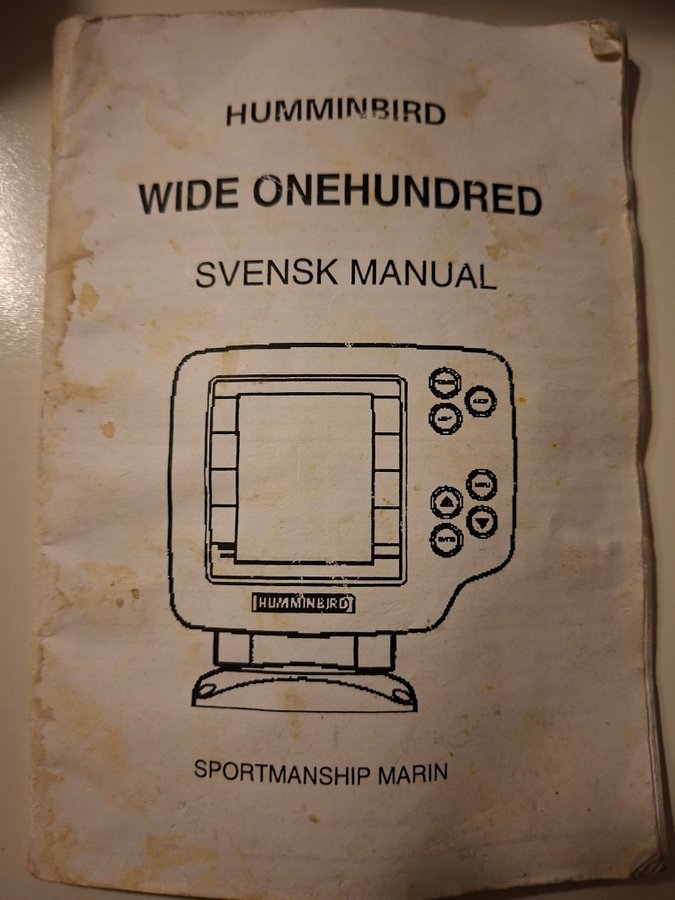 HUMMINBIRD
WIDE ONEHUNDRED
SVENSK MANUAL
HUMMINBIRD
SPORTMANSHIP MARIN